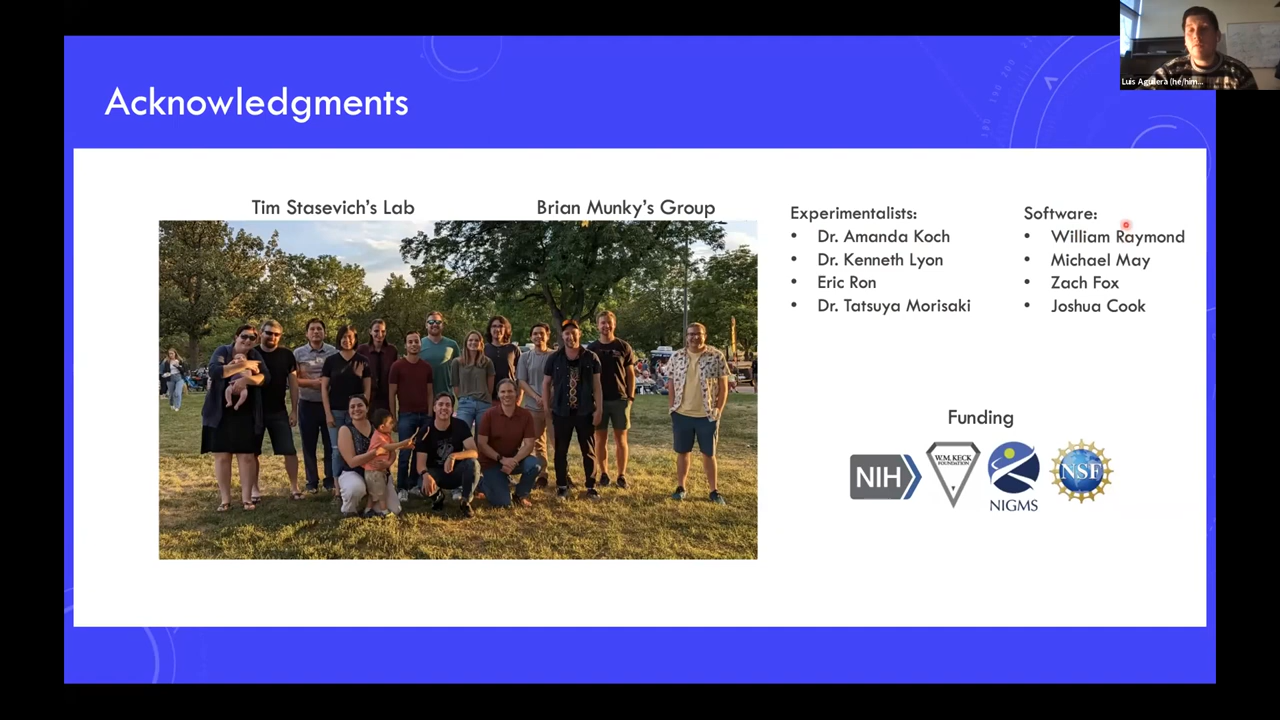 Acknowledgments
Luis Aguilera (he/him...
Tim Stasevich's Lab
Brian Munky's Group
Experimentalists:
• Dr. Amanda Koch
• Dr. Kenneth Lyon
• Eric Ron
• Dr. Tatsuya Morisaki
Software:
• William Raymond
• Michael May
• Zach Fox
• Joshua Cook
Funding
NIH
W.M. KECK
FOUNDATION
NIGMS
NSF